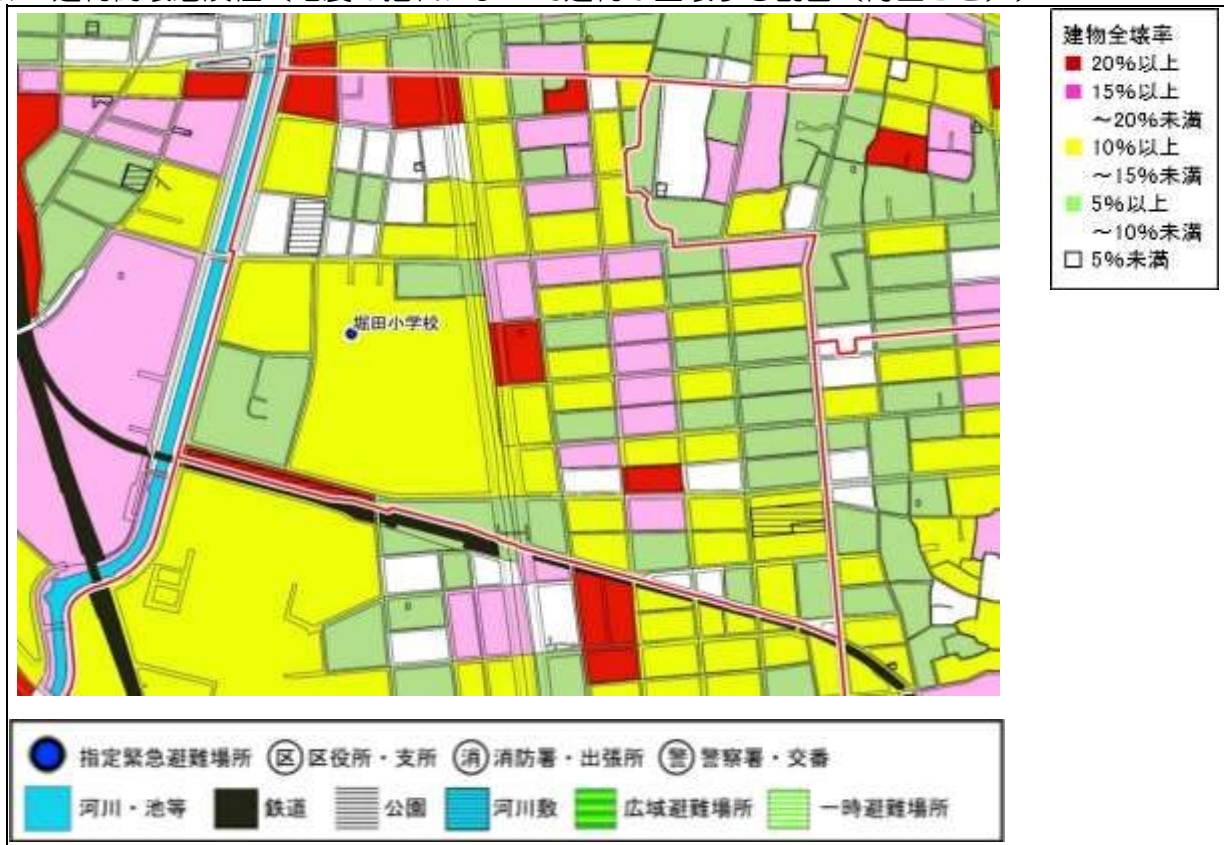 建物全壊率
20%以上
15%以上
～20%未満
10%以上
～15%未満
5%以上
～10%未満
5%未満
堀田小学校
指定緊急避難場所 区 区役所・支所 消 消防署・出張所 警 警察署・交番
河川・池等 鉄道 公園 河川敷 広域避難場所 一時避難場所